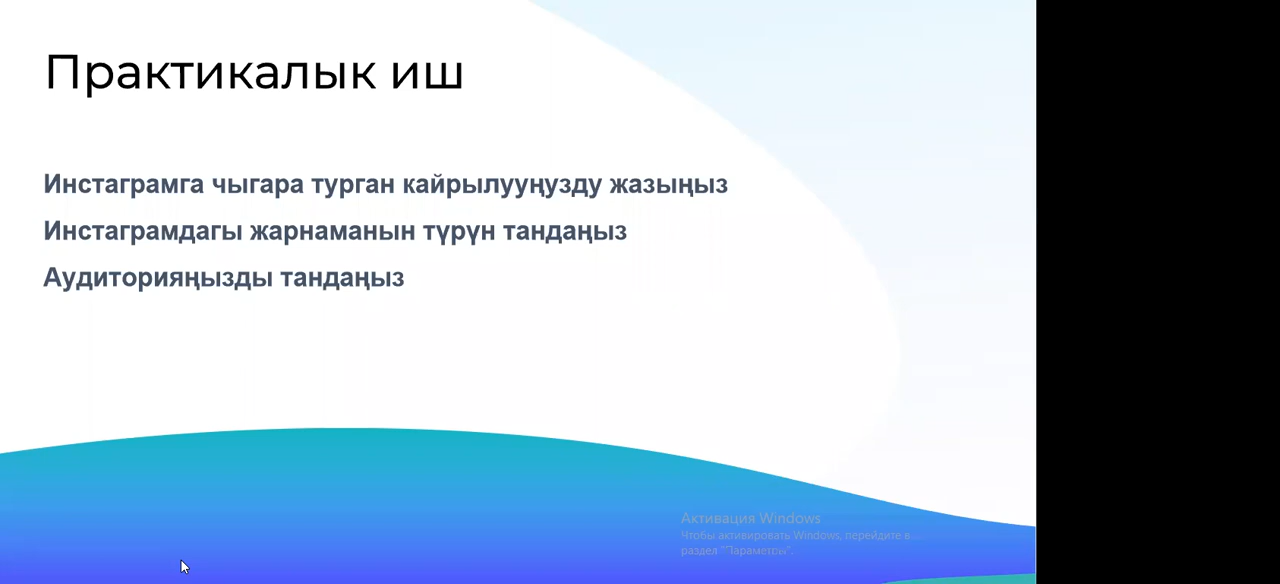 Практикалык иш
Инстаграмга чыгара турган кайрылууңузду жазыңыз
Инстаграмдагы жарнаманын түрүн тандаңыз
Аудиторияңызды тандаңыз
Активация Windows
Чтобы активировать Windows, перейдите в
раздел "Параметры".